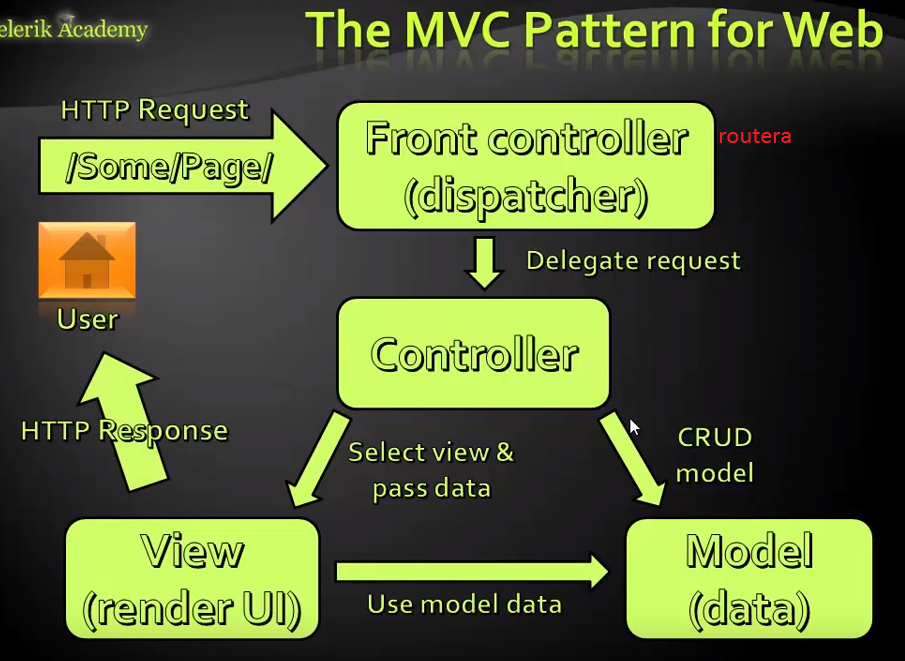 elerik Academy
The MVC Pattern for Web
HTTP Request
/Some/Page/
Front controller
(dispatcher)
routera
Delegate request
User
Controller
HTTP Response
Select view &
pass data
CRUD
model
View
(render UI)
Use model data
Model
(data)